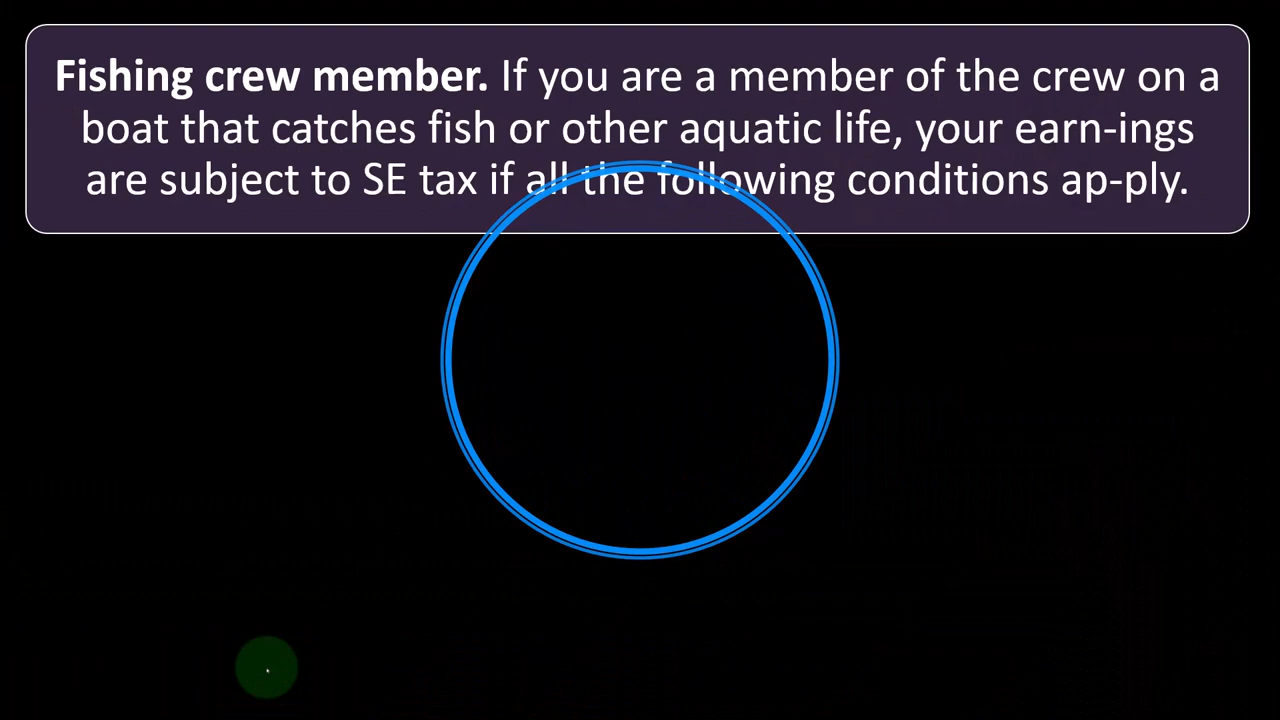 Fishing crew member. If you are a member of the crew on a
boat that catches fish or other aquatic life, your earn-ings
are subject to SE tax if all the following conditions ap-ply.